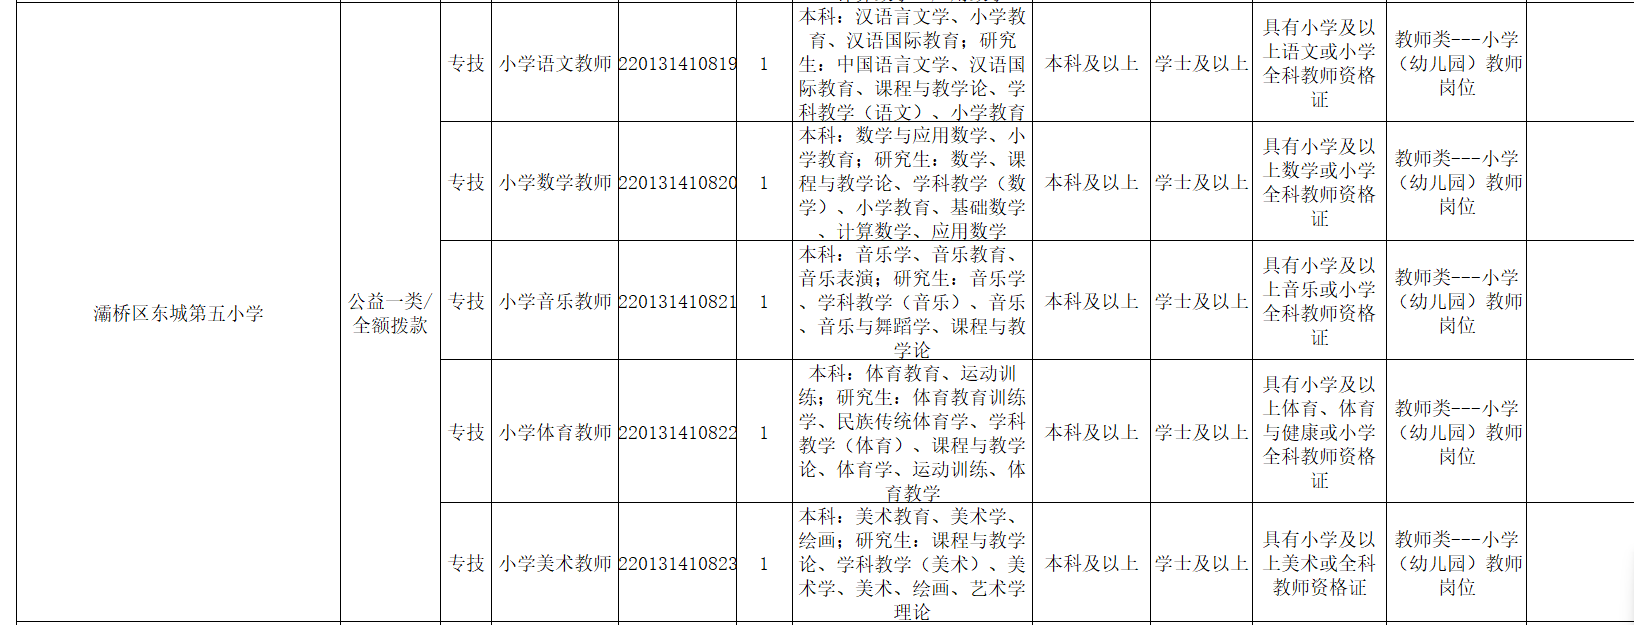 专技
小学语文教师
220131410819
1
本科：汉语言文学、小学教
育、汉语国际教育；研究
生：中国语言文学、汉语国
际教育、课程与教学论、学
科教学（语文）、小学教育
本科及以上
学士及以上
具有小学及以
上语文或小学
全科教师资格
证
教师类---小学
（幼儿园）教师
岗位
专技
小学数学教师
220131410820
1
本科：数学与应用数学、小
学教育；研究生：数学、课
程与教学论、学科教学（数
学）、小学教育、基础数学
、计算数学、应用数学
本科及以上
学士及以上
具有小学及以
上数学或小学
全科教师资格
证
教师类---小学
（幼儿园）教师
岗位
灞桥区东城第五小学
公益一类/
全额拨款
专技
小学音乐教师
220131410821
1
本科：音乐学、音乐教育、
音乐表演；研究生：音乐学
、学科教学（音乐）、音乐
、音乐与舞蹈学、课程与教
学论
本科及以上
学士及以上
具有小学及以
上音乐或小学
全科教师资格
证
教师类---小学
（幼儿园）教师
岗位
专技
小学体育教师
220131410822
1
本科：体育教育、运动训
练；研究生：体育教育训练
学、民族传统体育学、学科
教学（体育）、课程与教学
论、体育学、运动训练、体
育教学
本科及以上
学士及以上
具有小学及以
上体育、体育
与健康或小学
全科教师资格
证
教师类---小学
（幼儿园）教师
岗位
专技
小学美术教师
220131410823
1
本科：美术教育、美术学、
绘画；研究生：课程与教学
论、学科教学（美术）、美
术学、美术、绘画、艺术学
理论
本科及以上
学士及以上
具有小学及以
上美术或全科
教师资格证
教师类---小学
（幼儿园）教师
岗位